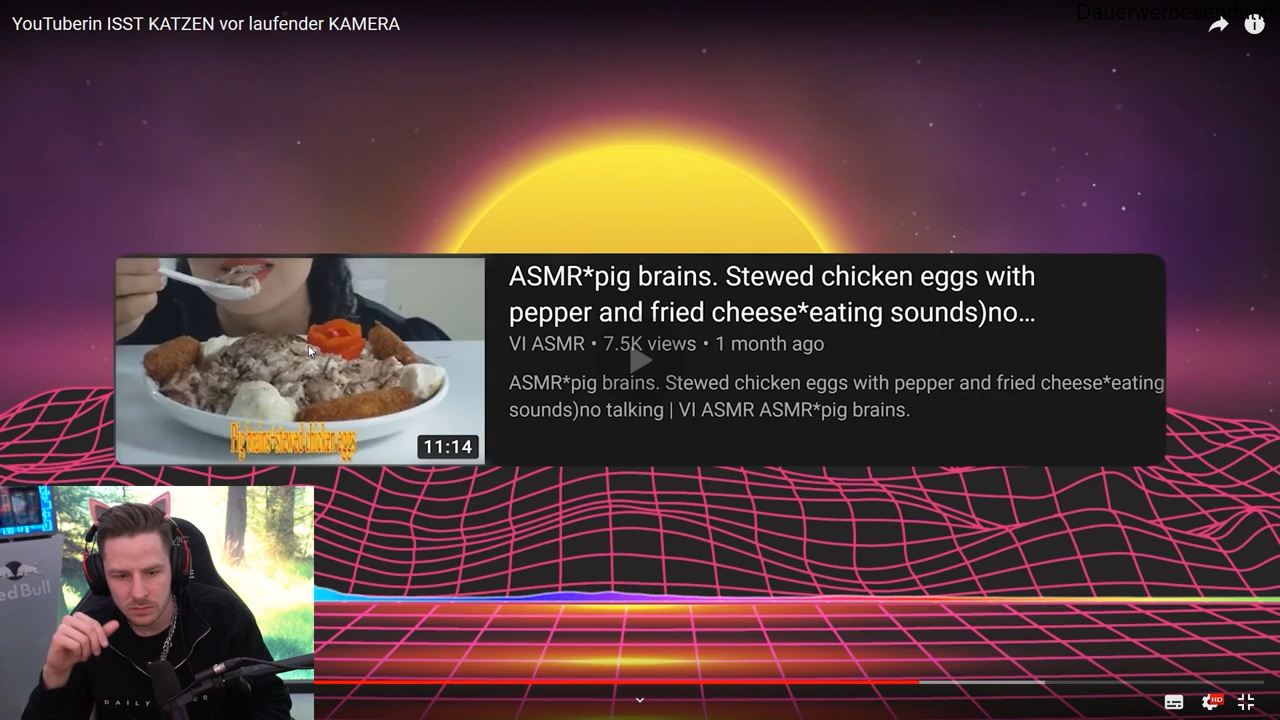 Dauerwerbesendung
YouTuberin ISST KATZEN vor laufender KAMERA
ASMR*pig brains. Stewed chicken eggs with
pepper and fried cheese*eating sounds)no…
VI ASMR • 7.5K views • 1 month ago
ASMR*pig brains. Stewed chicken eggs with pepper and fried cheese*eating
sounds)no talking | VI ASMR ASMR*pig brains.
Pig brains+stewed chicken eggs
11:14
edBull
DAILY
HD